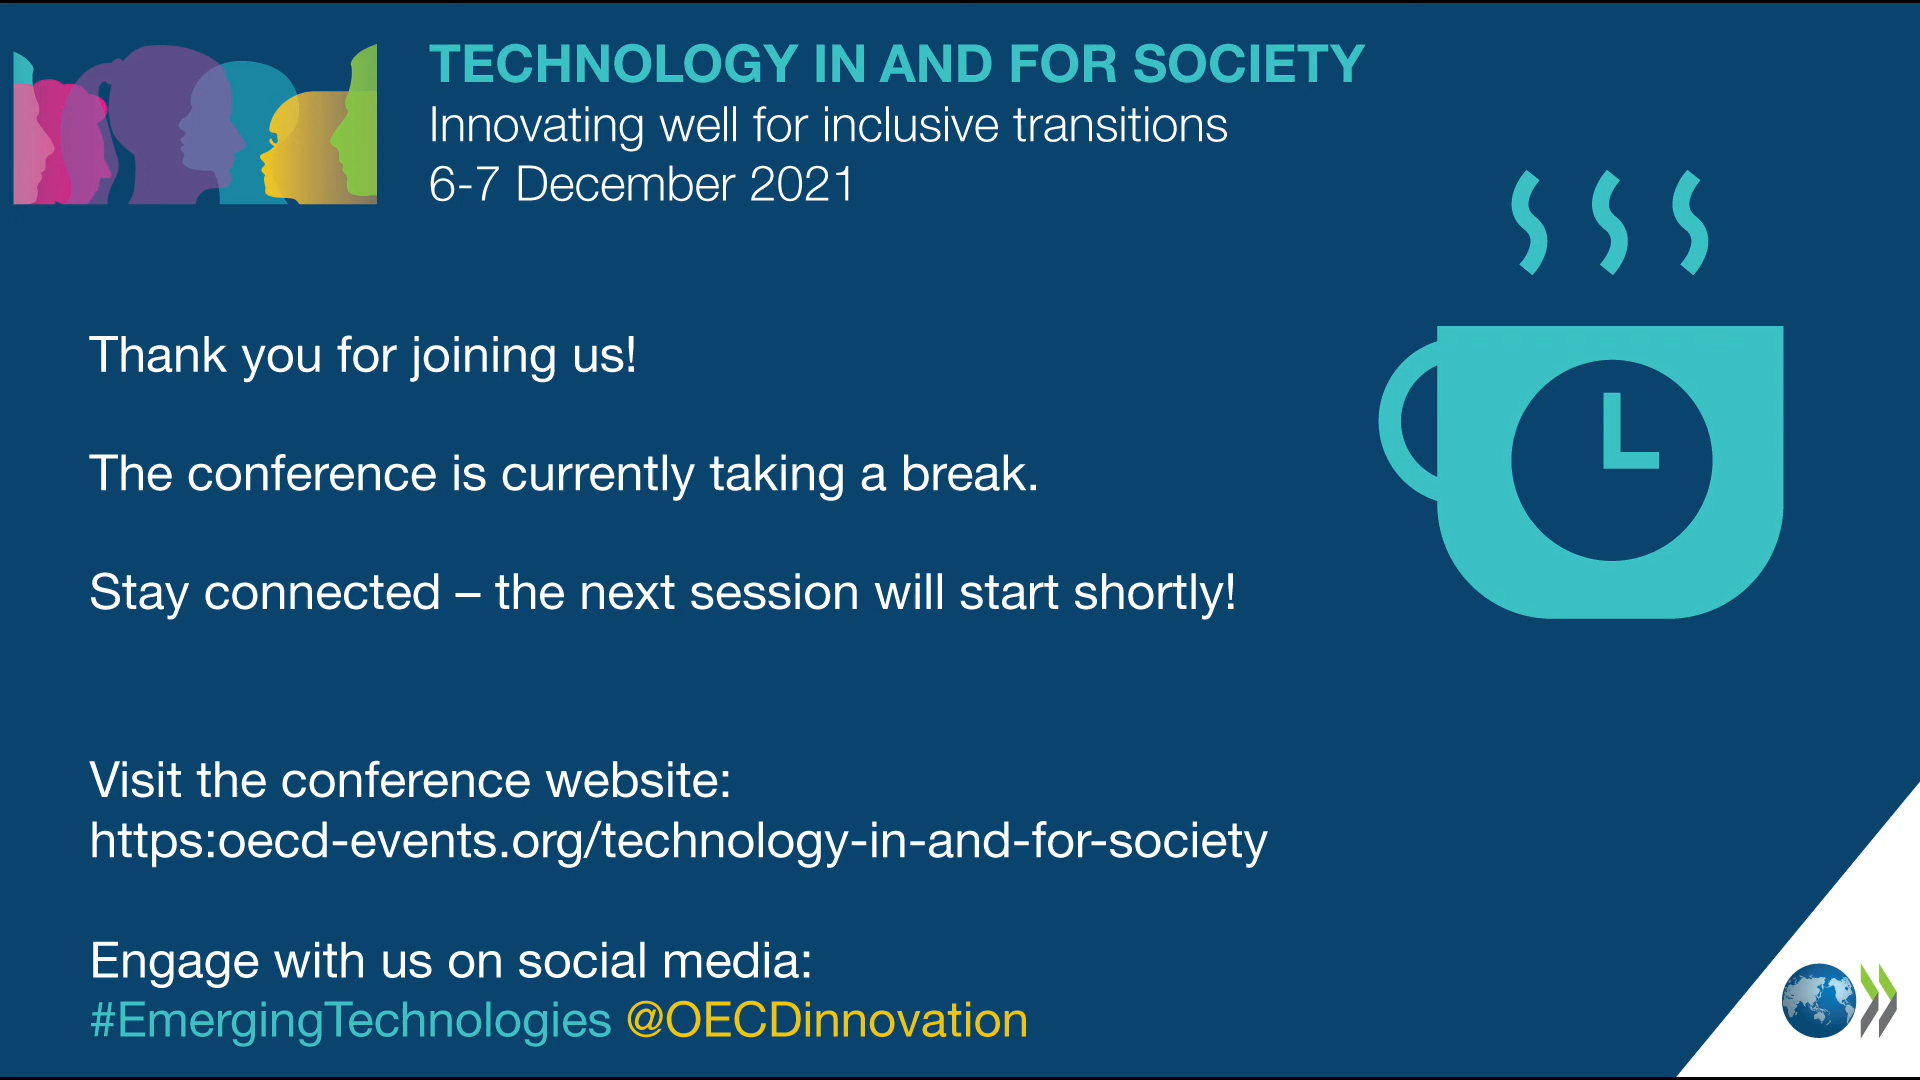 TECHNOLOGY IN AND FOR SOCIETY
Innovating well for inclusive transitions
6-7 December 2021
Thank you for joining us!
The conference is currently taking a break.
Stay connected – the next session will start shortly!
Visit the conference website:
https:oecd-events.org/technology-in-and-for-society
Engage with us on social media:
#EmergingTechnologies @OECDinnovation